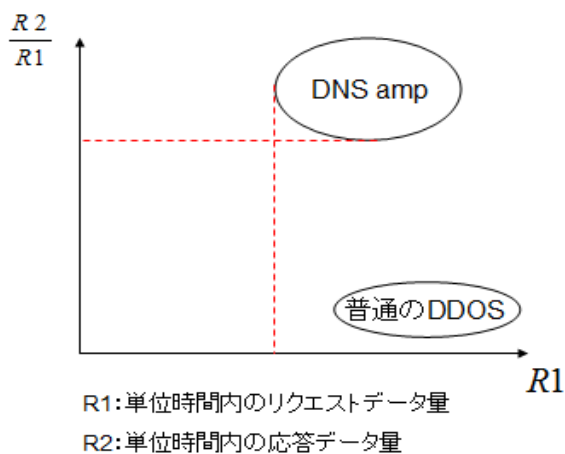 R2
R1
DNS amp
普通のDDOS
R1
R1:単位時間内のリクエストデータ量
R2:単位時間内の応答データ量